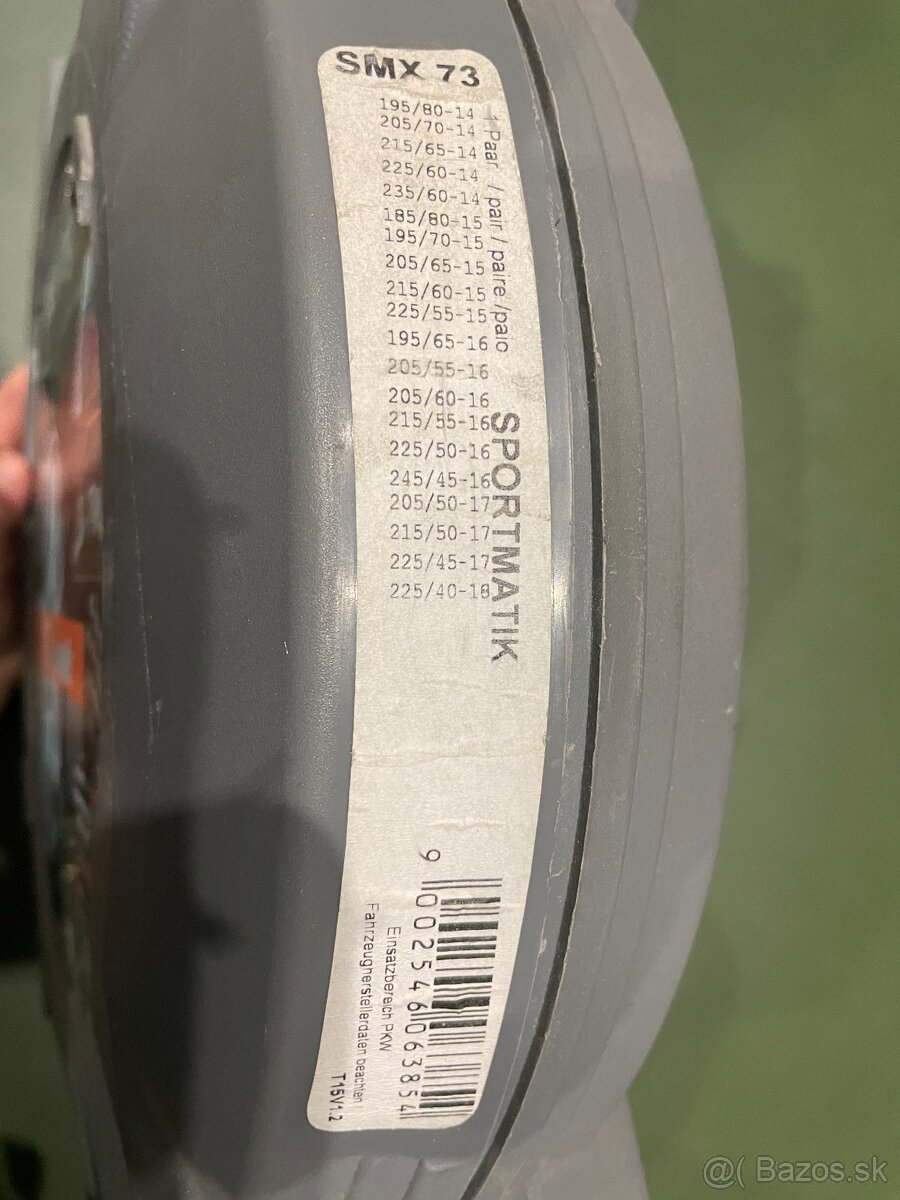 SMX 73
195/80-14
205/70-14
215/65-14
225/60-14
235/60-14
185/80-15
195/70-15
205/65-15
215/60-15
225/55-15
195/65-16
205/55-16
205/60-16
215/55-16
225/50-16
245/45-16
205/50-17
215/50-17
225/45-17
225/40-18
1 Paar / pair / paire /paio
SPORTMATIK
9 002546 063854
Einsatzbereich PKW
Fahrzeugherstellerdaten beachten
T15V1.2
@( Bazos.sk